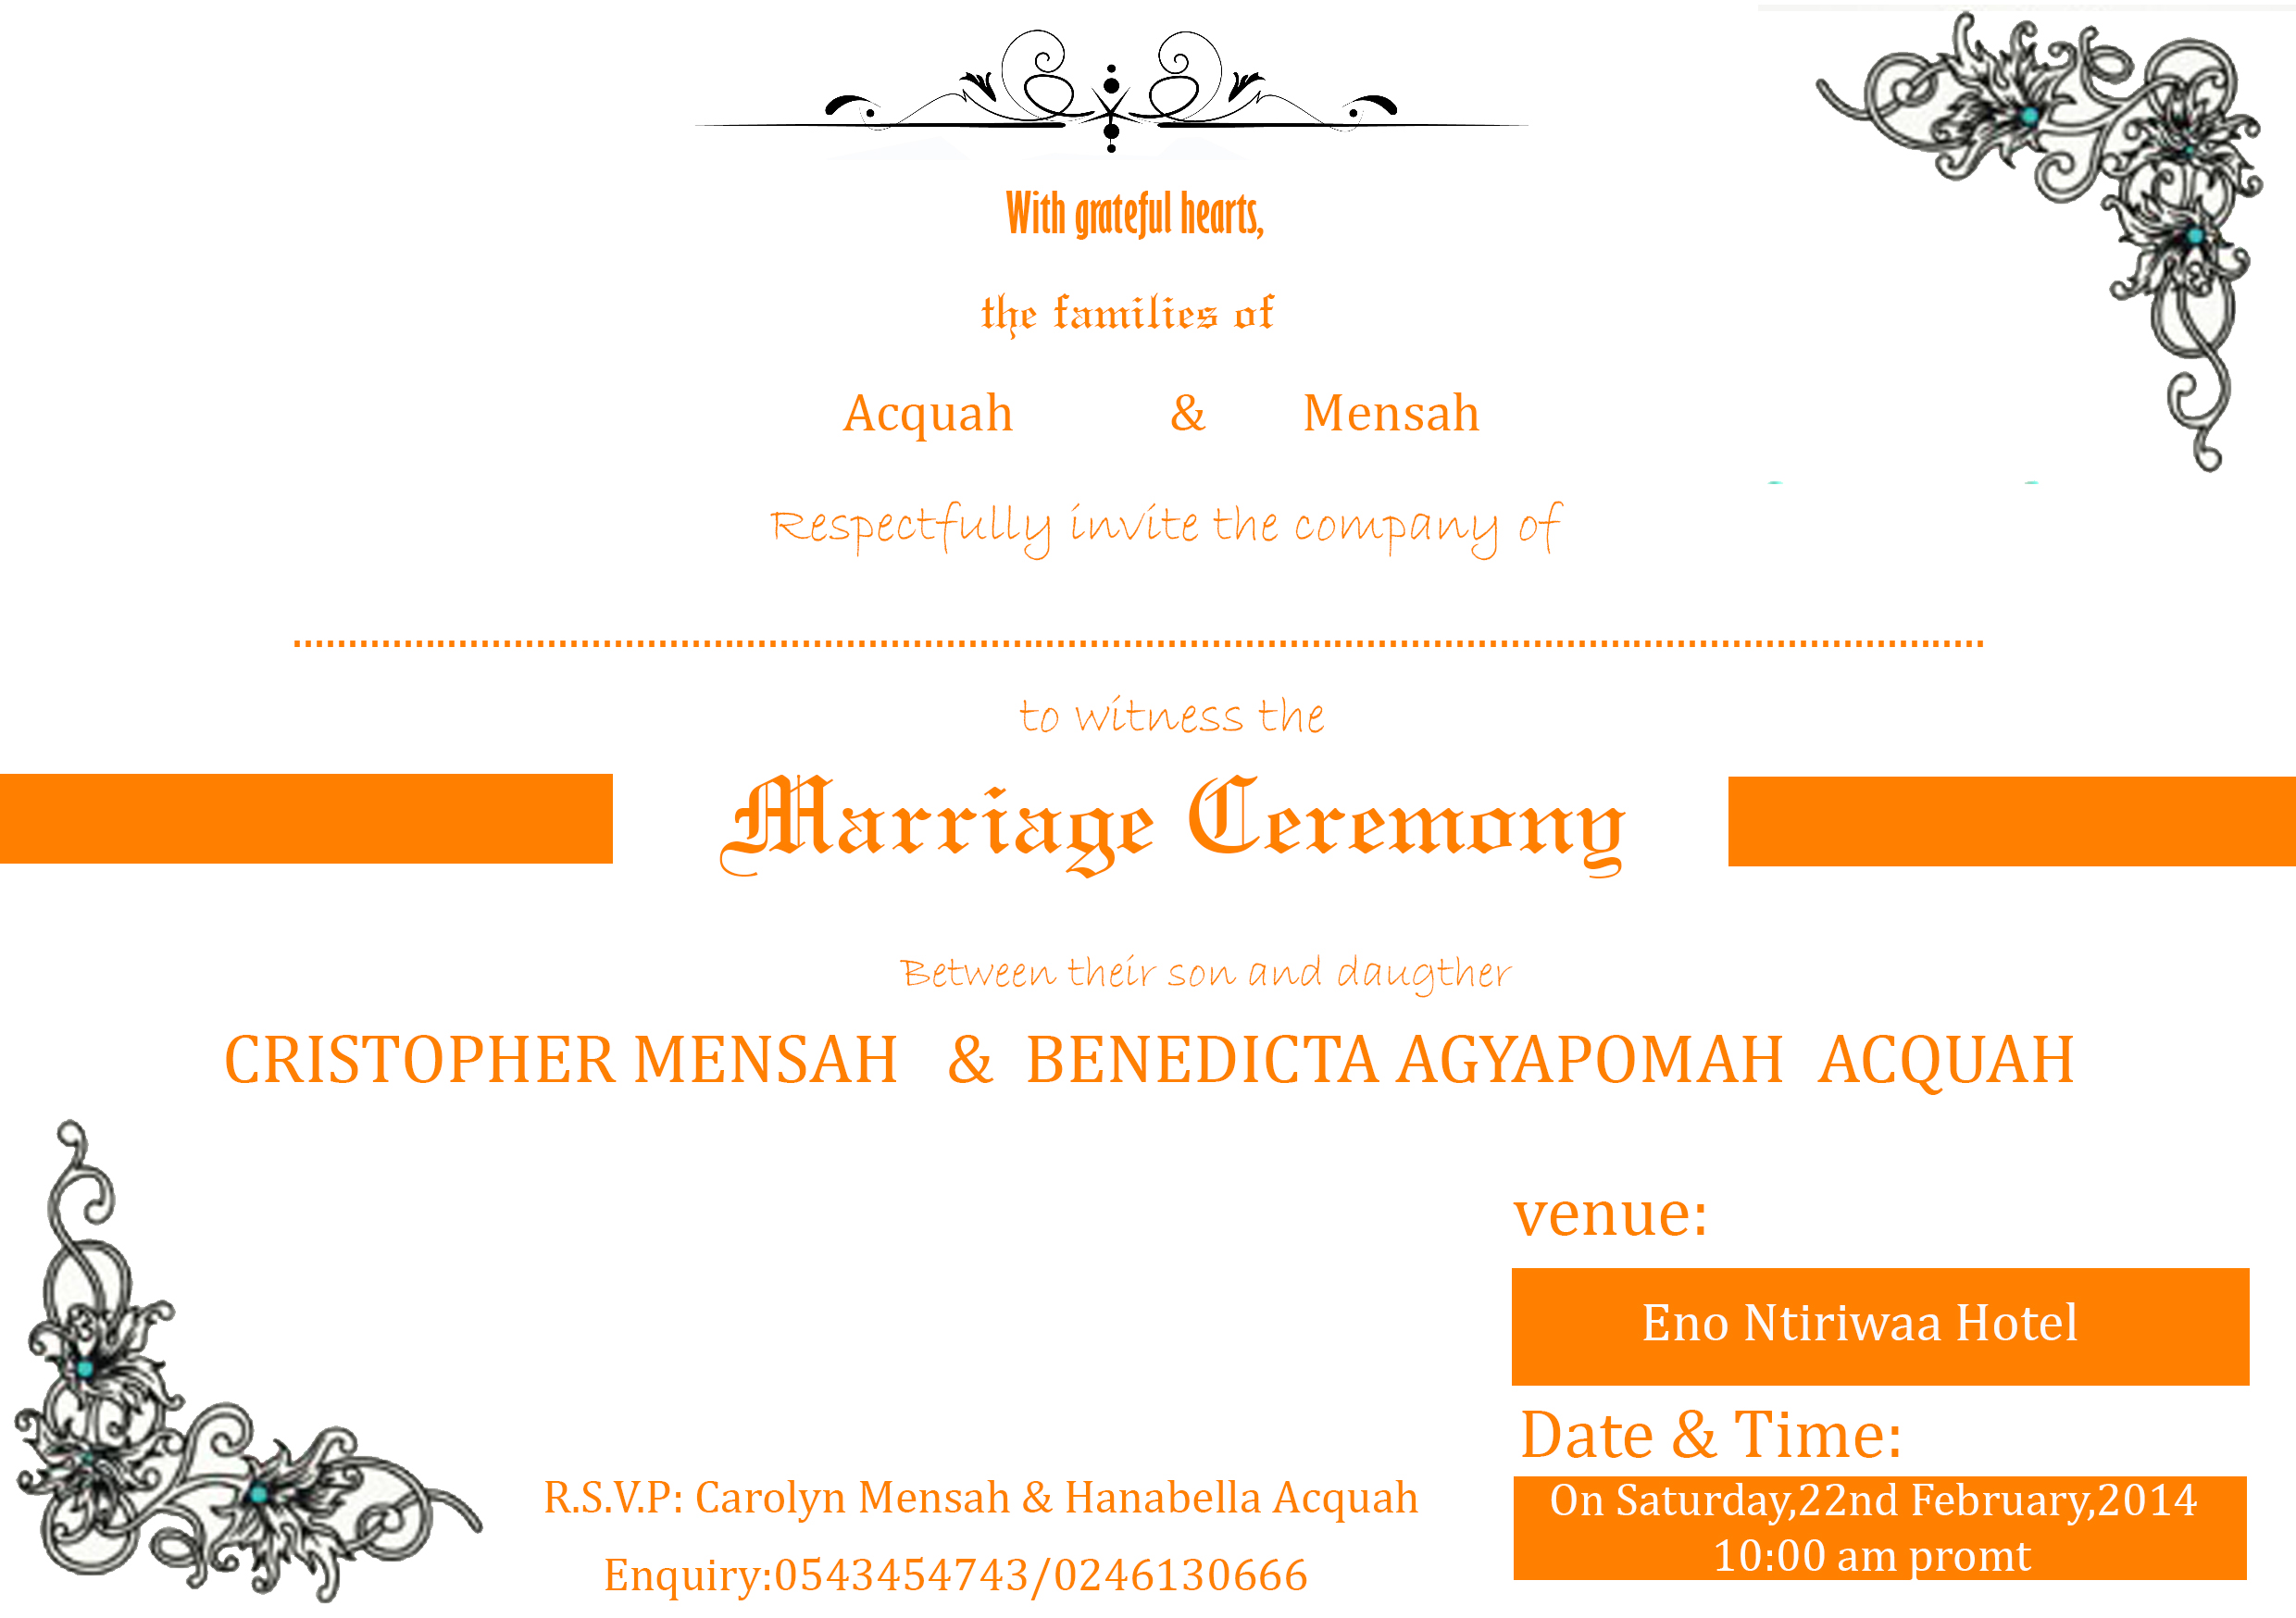 With grateful hearts,
the families of
Acquah & Mensah
Respectfully invite the company of
..........................................................................................................................................................
to witness the
Marriage Ceremony
Between their son and daugther
CRISTOPHER MENSAH & BENEDICTA AGYAPOMAH ACQUAH
venue:
Eno Ntiriwaa Hotel
Date & Time:
On Saturday,22nd February,2014
10:00 am promt
R.S.V.P: Carolyn Mensah & Hanabella Acquah
Enquiry:0543454743/0246130666